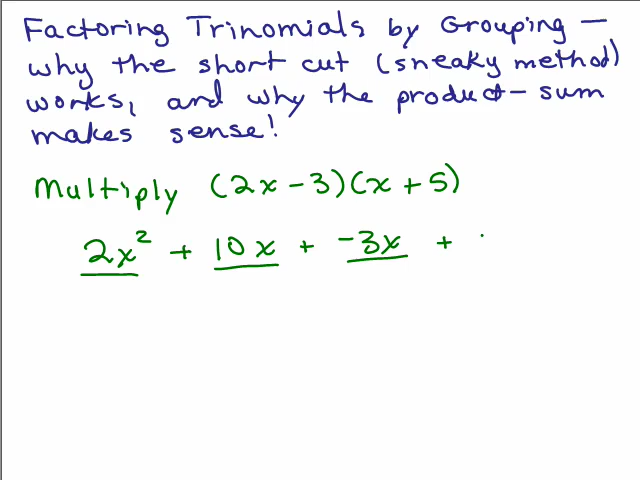 Factoring Trinomials by Grouping —
why the short cut (sneaky method)
works, and why the product-sum
makes sense!
Multiply (2x - 3)(x + 5)
2x² + 10x + -3x +